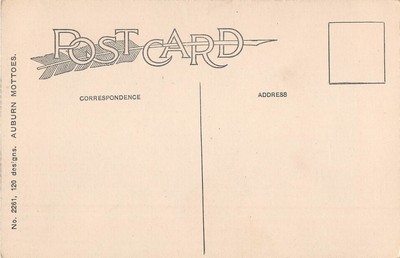 POST CARD
CORRESPONDENCE
ADDRESS
No. 2261, 120 designs. AUBURN MOTTOES.